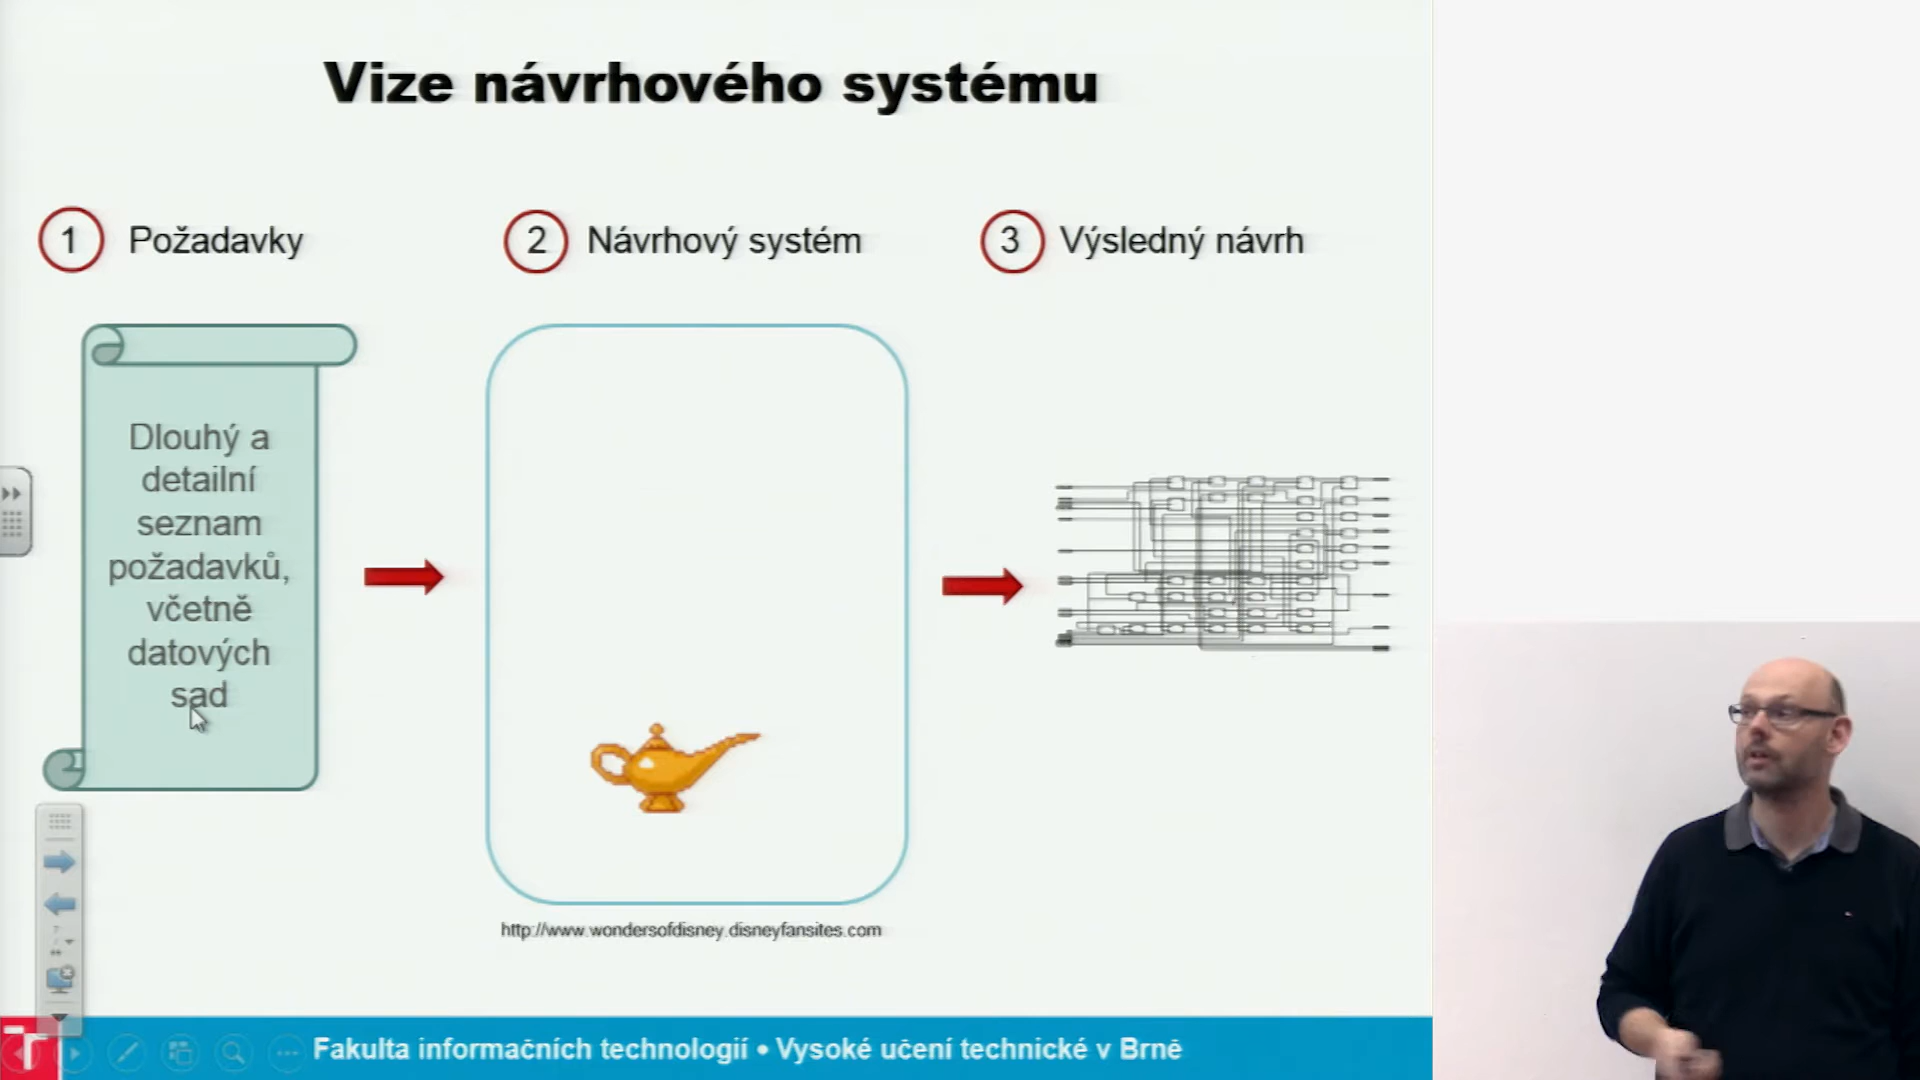 Vize návrhového systému
1 Požadavky
2 Návrhový systém
3 Výsledný návrh
Dlouhý a
detailní
seznam
požadavků,
včetně
datových
sad
http://www.wondersofdisney.disneyfansites.com
Fakulta informačních technologií • Vysoké učení technické v Brně